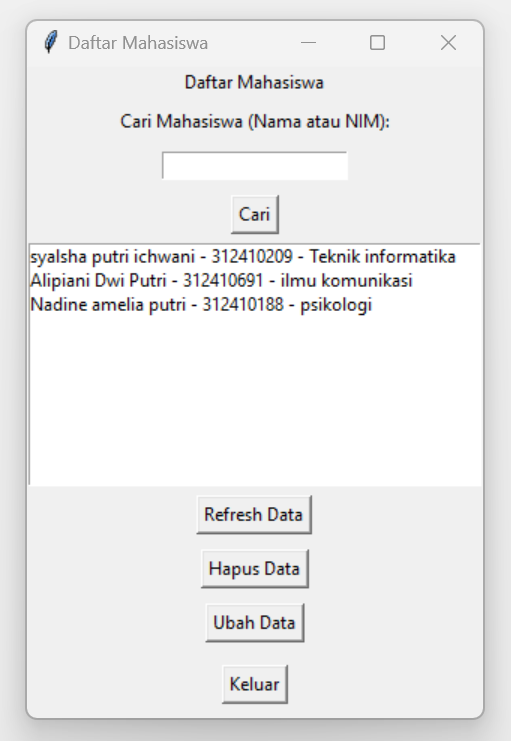 Daftar Mahasiswa
Daftar Mahasiswa
Cari Mahasiswa (Nama atau NIM):
Cari
syalsha putri ichwani - 312410209 - Teknik informatika
Alipiani Dwi Putri - 312410691 - ilmu komunikasi
Nadine amelia putri - 312410188 - psikologi
Refresh Data
Hapus Data
Ubah Data
Keluar